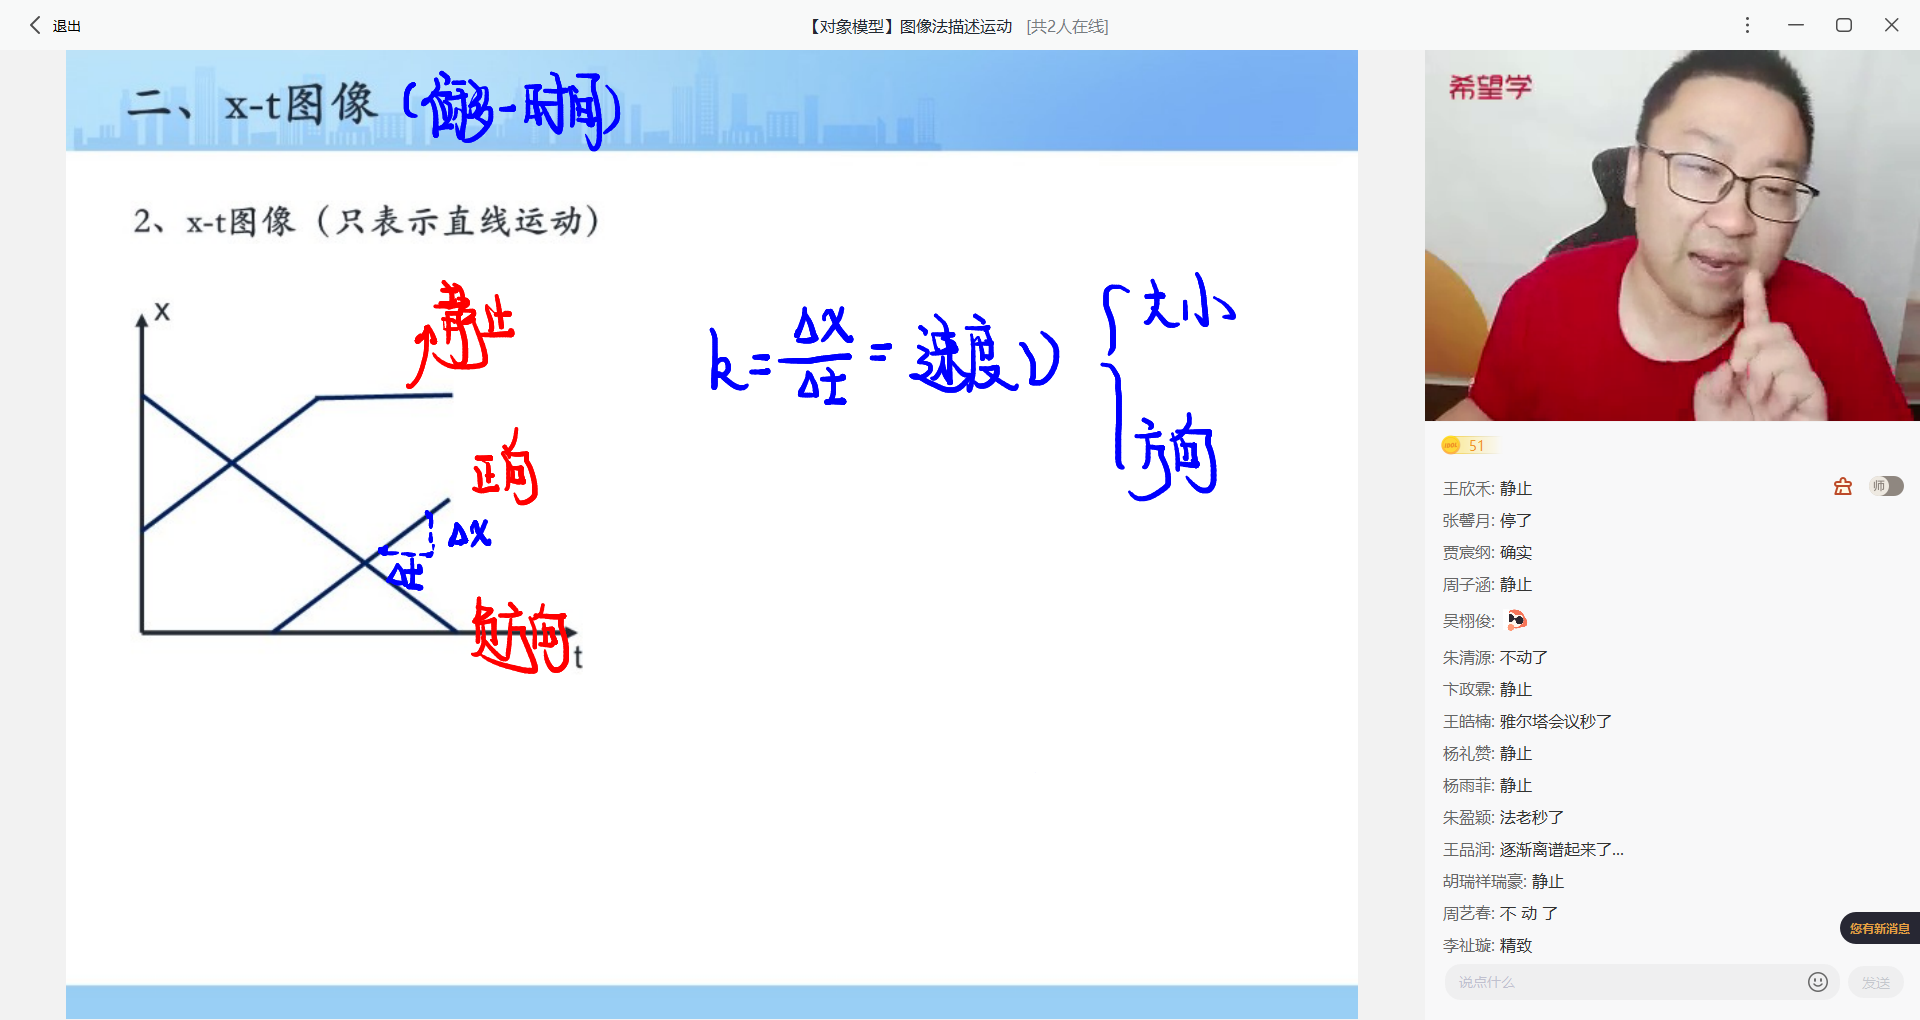 退出
【对象模型】图像法描述运动 [共2人在线]
二、x-t图像 (位移-时间)
2、x-t图像（只表示直线运动）
x
静止
正向
Δx
Δt
负方向
t
k=Δx/Δt=速度v
大小
方向
希望学
51
师
王欣禾: 静止
张馨月: 停了
贾宸纲: 确实
周子涵: 静止
吴栩俊:
朱清源: 不动了
卞政霖: 静止
王皓楠: 雅尔塔会议秒了
杨礼赞: 静止
杨雨菲: 静止
朱盈颖: 法老秒了
王品润: 逐渐离谱起来了...
胡瑞祥瑞豪: 静止
周艺春: 不 动 了
李祉璇: 精致
您有新消息
说点什么
发送